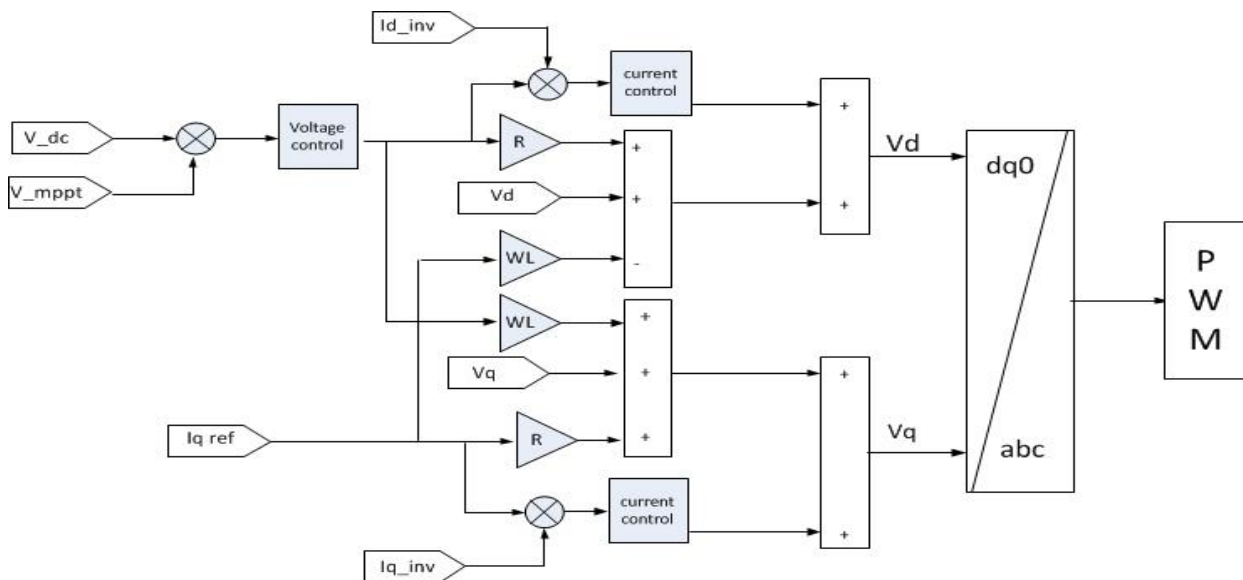 Id_inv
current
control
+
V_dc
Voltage
control
R
+
Vd
dq0
V_mppt
Vd
+
+
P
W
M
WL
-
WL
+
Vq
+
+
Iq ref
R
+
Vq
abc
current
control
+
Iq_inv